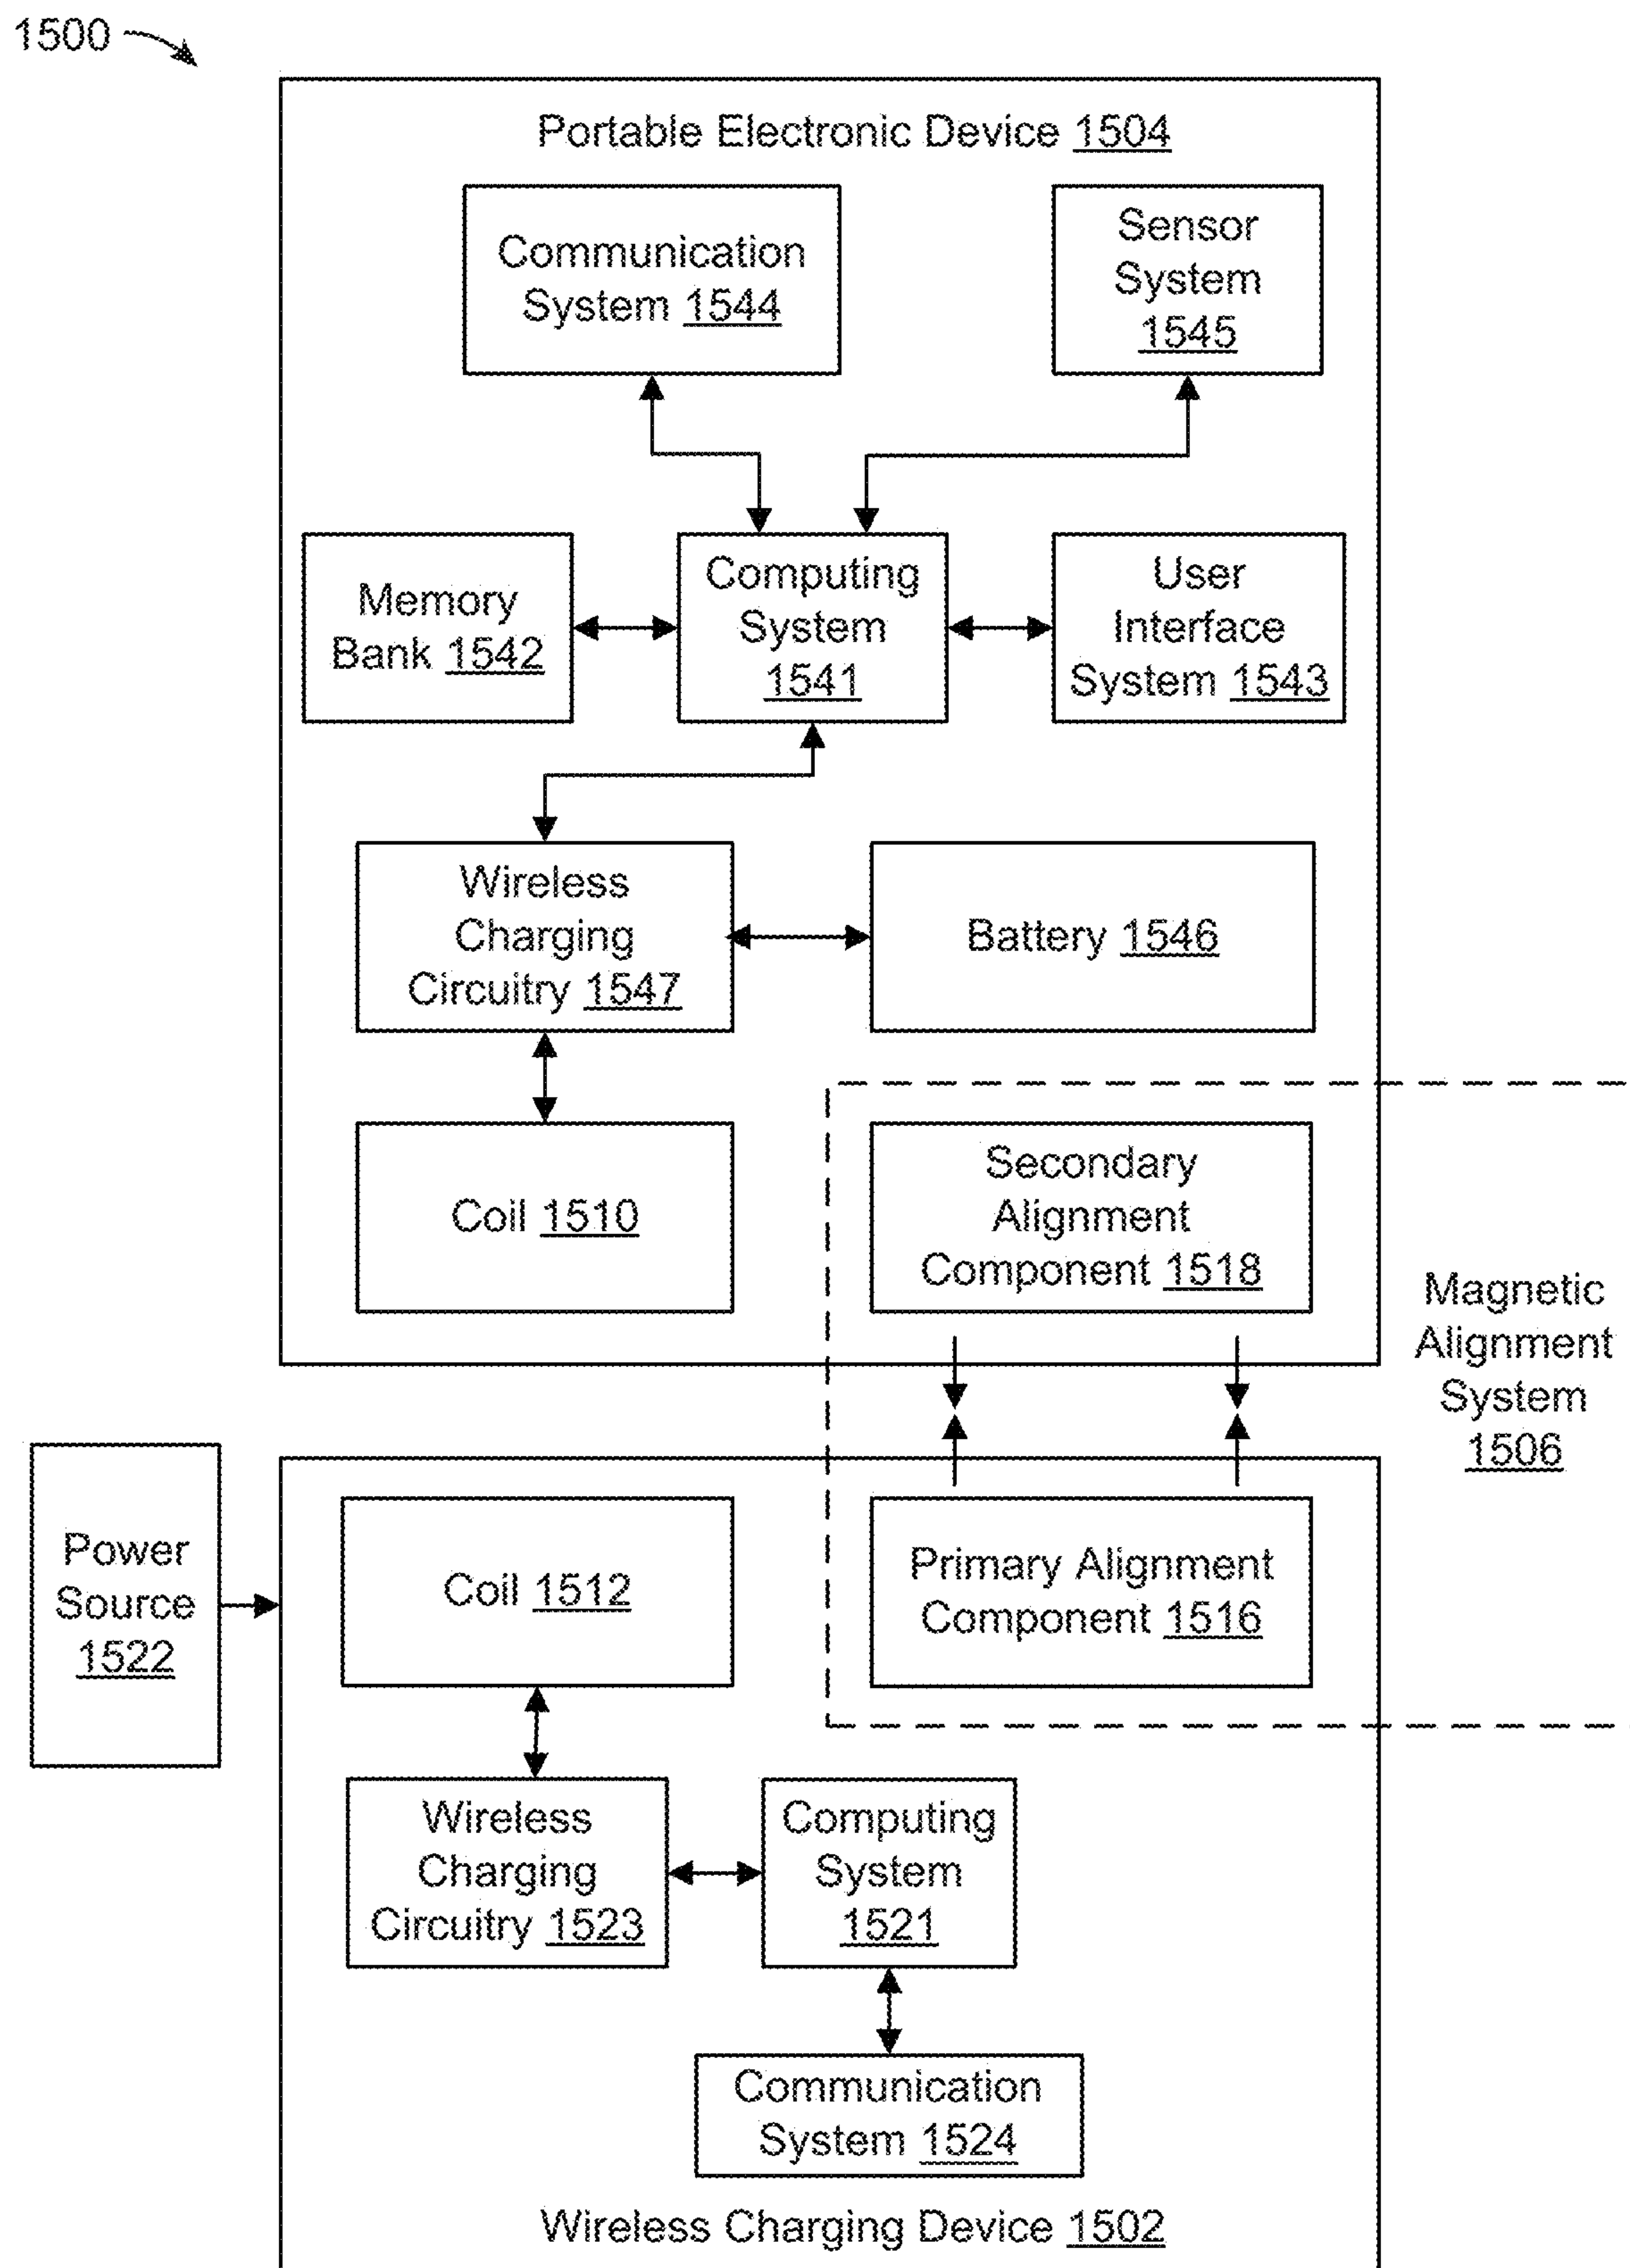 1500
Portable Electronic Device 1504
Communication
System 1544
Sensor
System
1545
Memory
Bank 1542
Computing
System
1541
User
Interface
System 1543
Wireless
Charging
Circuitry 1547
Battery 1546
Coil 1510
Secondary
Alignment
Component 1518
Magnetic
Alignment
System
1506
Power
Source
1522
Coil 1512
Primary Alignment
Component 1516
Wireless
Charging
Circuitry 1523
Computing
System
1521
Communication
System 1524
Wireless Charging Device 1502